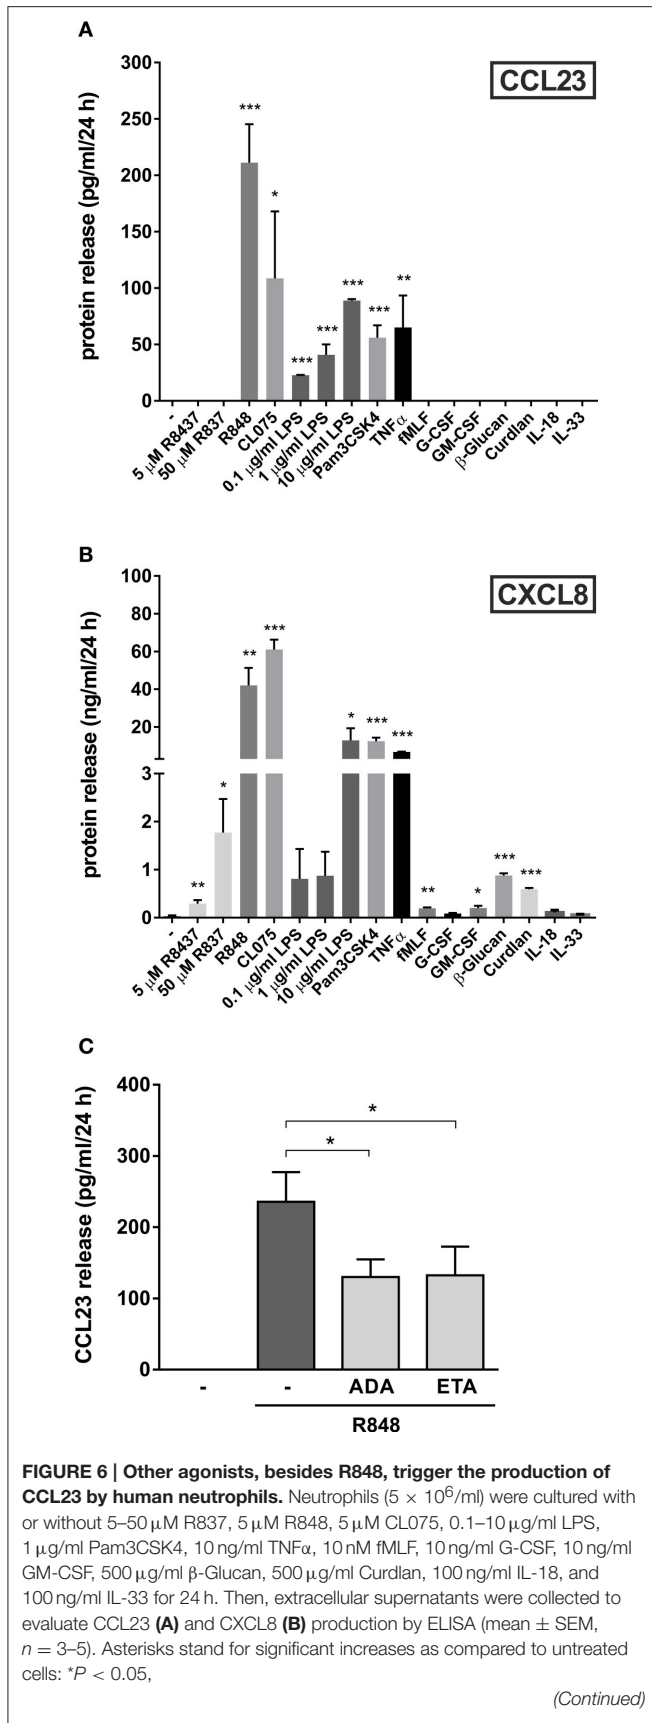 A
CCL23
protein release (pg/ml/24 h)
300
250
200
150
100
50
0
***
*
***
***
***
***
**
-
5 μM R8437
50 μM R837
R848
CL075
0.1 μg/ml LPS
1 μg/ml LPS
10 μg/ml LPS
Pam3CSK4
TNFα
fMLF
G-CSF
GM-CSF
β-Glucan
Curdlan
IL-18
IL-33
B
CXCL8
protein release (ng/ml/24 h)
100
80
60
40
20
3
2
1
0
**
*
**
***
*
***
***
**
*
***
***
-
5 μM R8437
50 μM R837
R848
CL075
0.1 μg/ml LPS
1 μg/ml LPS
10 μg/ml LPS
Pam3CSK4
TNFα
fMLF
G-CSF
GM-CSF
β-Glucan
Curdlan
IL-18
IL-33
C
CCL23 release (pg/ml/24 h)
400
300
200
100
0
*
*
- - ADA ETA
R848
FIGURE 6 | Other agonists, besides R848, trigger the production of
CCL23 by human neutrophils. Neutrophils (5 × 10⁶/ml) were cultured with
or without 5–50 μM R837, 5 μM R848, 5 μM CL075, 0.1–10 μg/ml LPS,
1 μg/ml Pam3CSK4, 10 ng/ml TNFα, 10 nM fMLF, 10 ng/ml G-CSF, 10 ng/ml
GM-CSF, 500 μg/ml β-Glucan, 500 μg/ml Curdlan, 100 ng/ml IL-18, and
100 ng/ml IL-33 for 24 h. Then, extracellular supernatants were collected to
evaluate CCL23 (A) and CXCL8 (B) production by ELISA (mean ± SEM,
n = 3–5). Asterisks stand for significant increases as compared to untreated
cells: *P < 0.05,
(Continued)